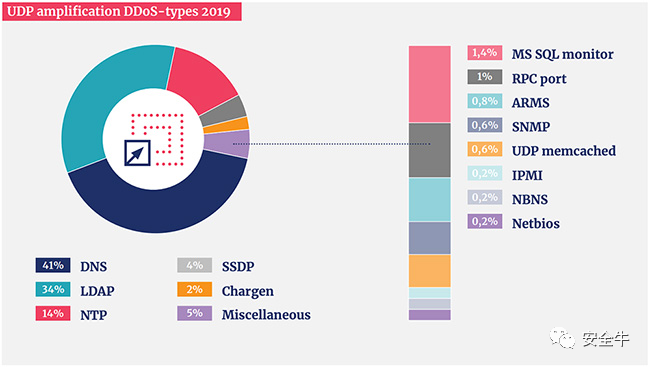 UDP amplification DDoS-types 2019
41% DNS
34% LDAP
14% NTP
4% SSDP
2% Chargen
5% Miscellaneous
1,4% MS SQL monitor
1% RPC port
0,8% ARMS
0,6% SNMP
0,6% UDP memcached
0,2% IPMI
0,2% NBNS
0,2% Netbios
安全牛